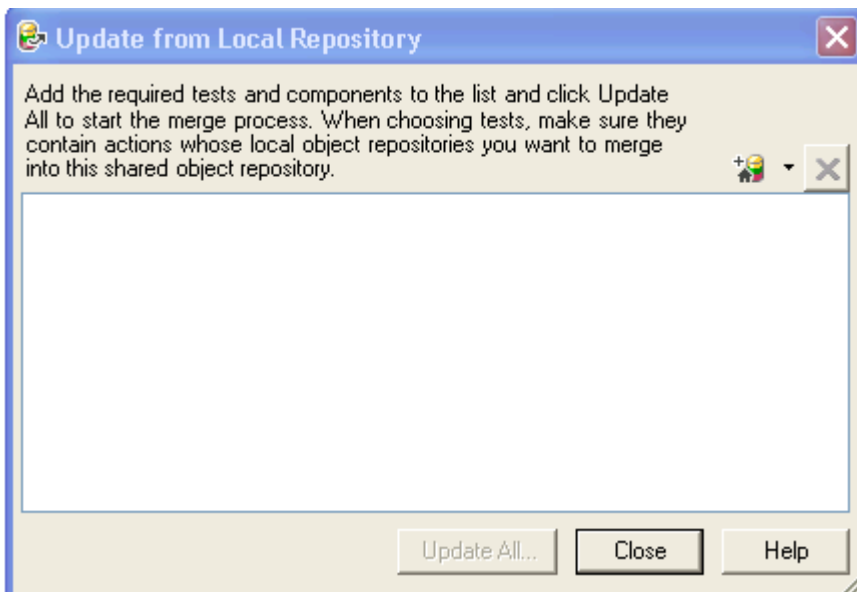 Update from Local Repository
Add the required tests and components to the list and click Update
All to start the merge process. When choosing tests, make sure they
contain actions whose local object repositories you want to merge
into this shared object repository.
Update All...
Close
Help